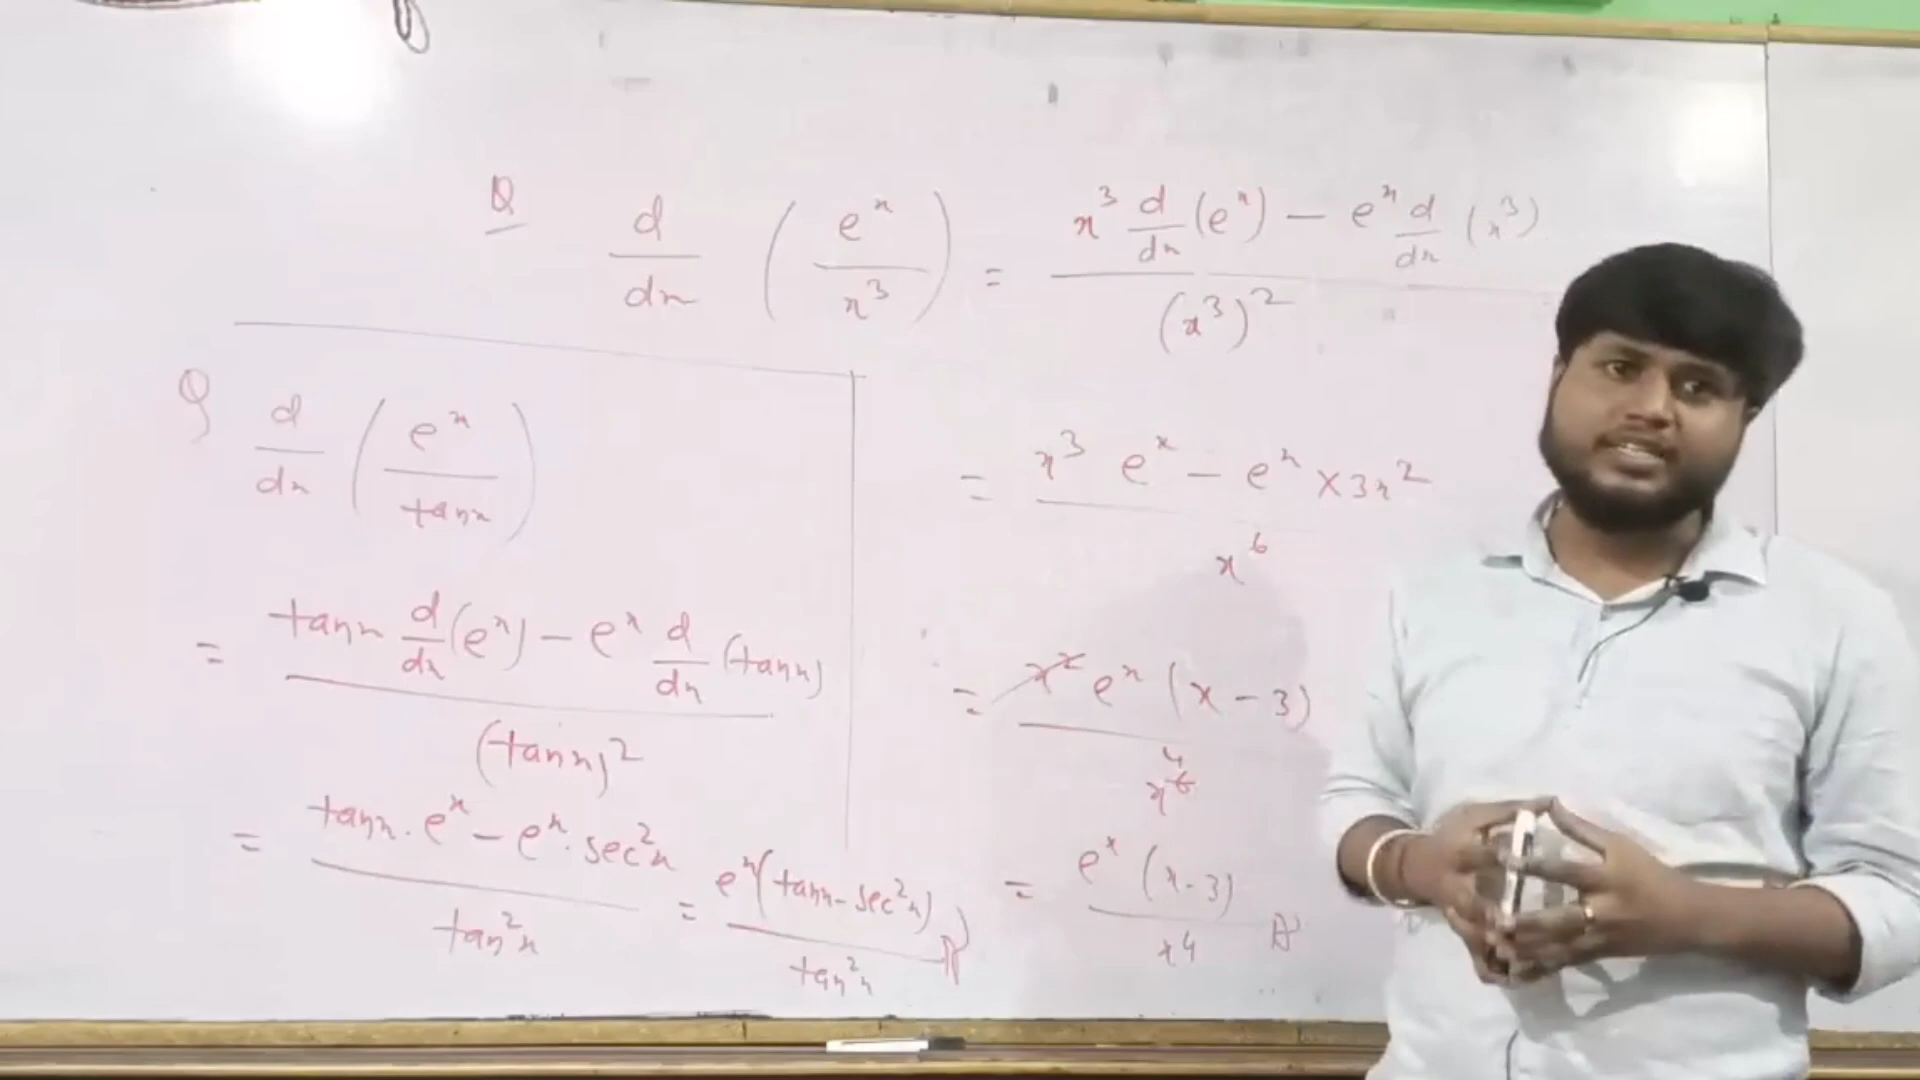 Q d/dx ( e^x / x^3 ) = ( x^3 d/dx (e^x) - e^x d/dx (x^3) ) / (x^3)^2
= ( x^3 e^x - e^x × 3x^2 ) / x^6
= x^2 e^x (x - 3) / x^6 4
= e^x (x - 3) / x^4
Q d/dx ( e^x / tanx )
= ( tanx d/dx (e^x) - e^x d/dx (tanx) ) / (tanx)^2
= ( tanx . e^x - e^x . sec^2x ) / tan^2x = e^x (tanx - sec^2x) / tan^2x